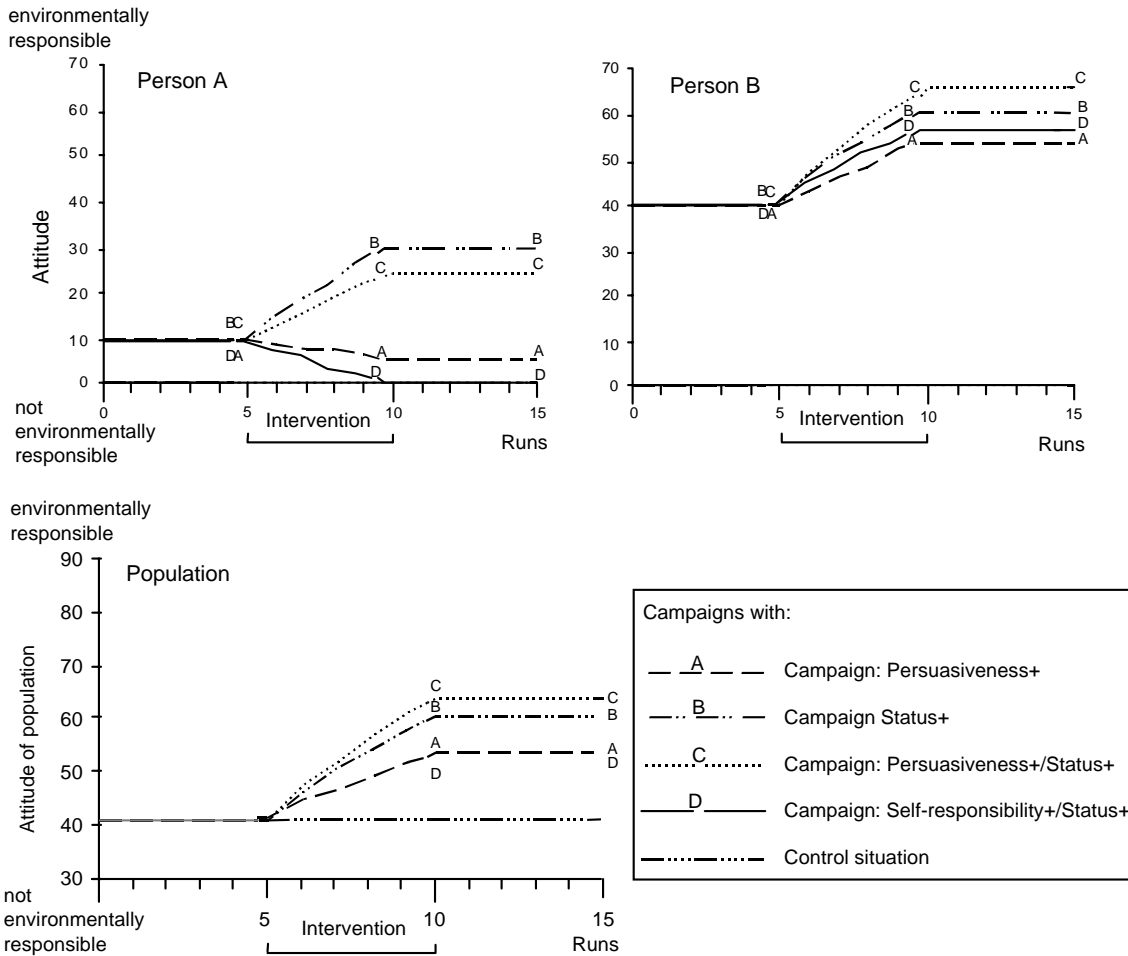 environmentally
responsible
Person A
70
60
50
40
30
20
10
0
Attitude
B
B
C
C
BC
DA
A
A
D
D
0
5
10
15
Intervention
Runs
not
environmentally
responsible
Person B
70
60
50
40
30
20
10
0
C
C
B
B
D
D
A
A
BC
DA
0
5
10
15
Intervention
Runs
environmentally
responsible
Population
90
80
70
60
50
40
30
Attitude of population
C
C
B
B
A
A
D
D
5
10
15
Intervention
Runs
not
environmentally
responsible
Campaigns with:
A Campaign: Persuasiveness+
B Campaign Status+
C Campaign: Persuasiveness+/Status+
D Campaign: Self-responsibility+/Status+
Control situation